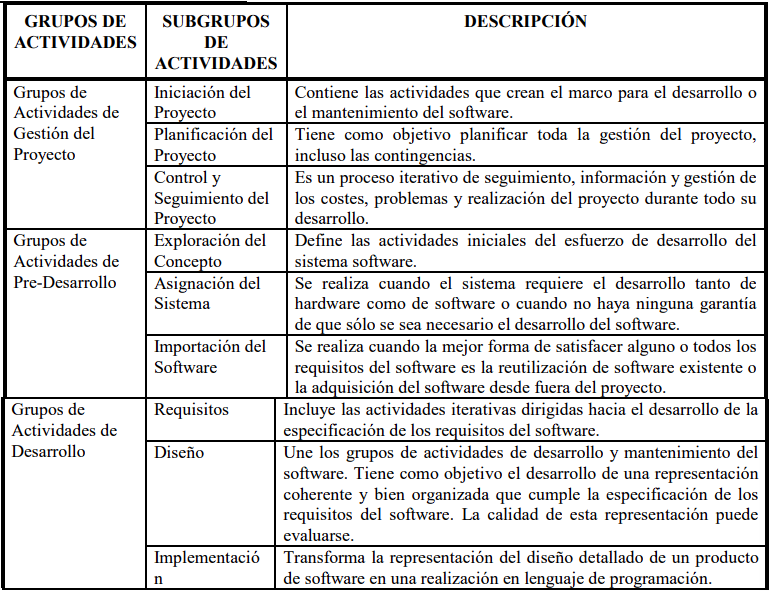 GRUPOS DE ACTIVIDADES
SUBGRUPOS DE ACTIVIDADES
DESCRIPCIÓN
Grupos de
Actividades de
Gestión del
Proyecto
Iniciación del
Proyecto
Contiene las actividades que crean el marco para el desarrollo o
el mantenimiento del software.
Planificación del
Proyecto
Tiene como objetivo planificar toda la gestión del proyecto,
incluso las contingencias.
Control y
Seguimiento del
Proyecto
Es un proceso iterativo de seguimiento, información y gestión de
los costes, problemas y realización del proyecto durante todo su
desarrollo.
Grupos de
Actividades de
Pre-Desarrollo
Exploración del
Concepto
Define las actividades iniciales del esfuerzo de desarrollo del
sistema software.
Asignación del
Sistema
Se realiza cuando el sistema requiere el desarrollo tanto de
hardware como de software o cuando no haya ninguna garantía
de que sólo se sea necesario el desarrollo del software.
Importación del
Software
Se realiza cuando la mejor forma de satisfacer alguno o todos los
requisitos del software es la reutilización de software existente o
la adquisición del software desde fuera del proyecto.
Grupos de
Actividades de
Desarrollo
Requisitos
Incluye las actividades iterativas dirigidas hacia el desarrollo de la
especificación de los requisitos del software.
Diseño
Une los grupos de actividades de desarrollo y mantenimiento del
software. Tiene como objetivo el desarrollo de una representación
coherente y bien organizada que cumple la especificación de los
requisitos del software. La calidad de esta representación puede
evaluarse.
Implementació
n
Transforma la representación del diseño detallado de un producto
de software en una realización en lenguaje de programación.